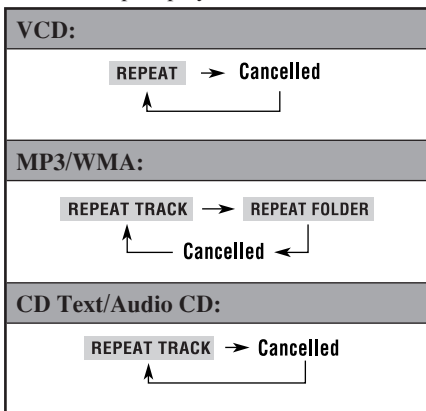 VCD:
REPEAT → Cancelled
MP3/WMA:
REPEAT TRACK → REPEAT FOLDER
Cancelled
CD Text/Audio CD:
REPEAT TRACK → Cancelled